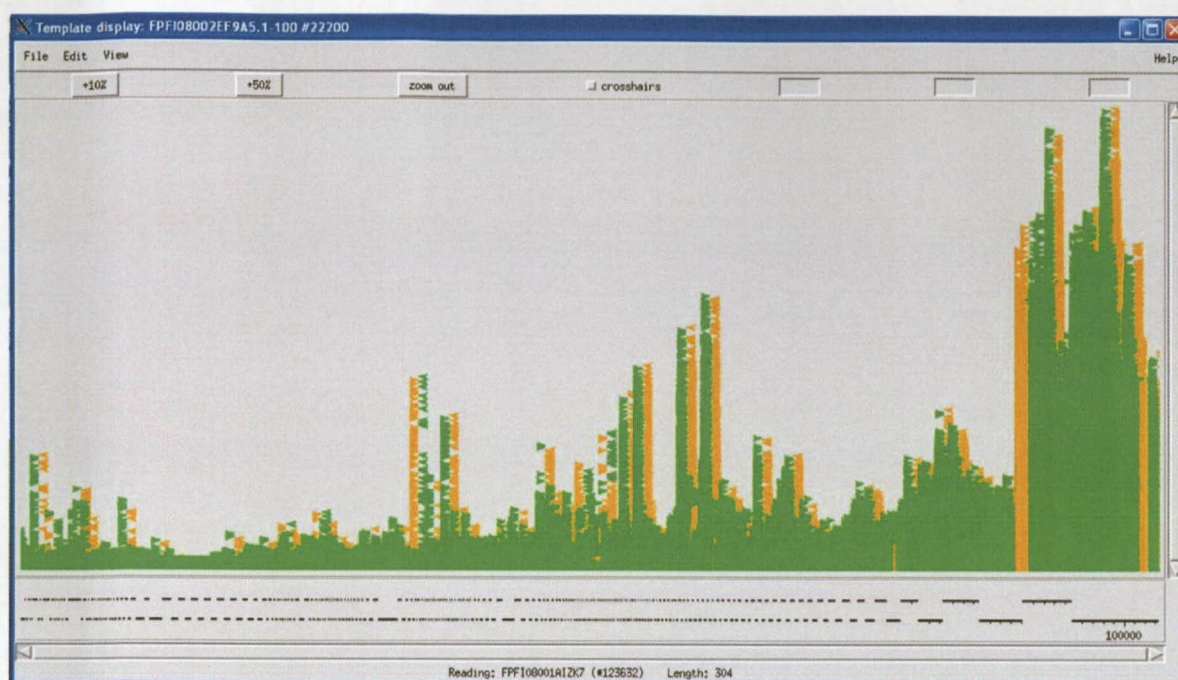 Template display: FPFI08002EF9A5.1-100 #22200
File Edit View Help
+10% +50% zoom out crosshairs
100000
Reading: FPFI08001AIZK7 (#123632) Length: 304